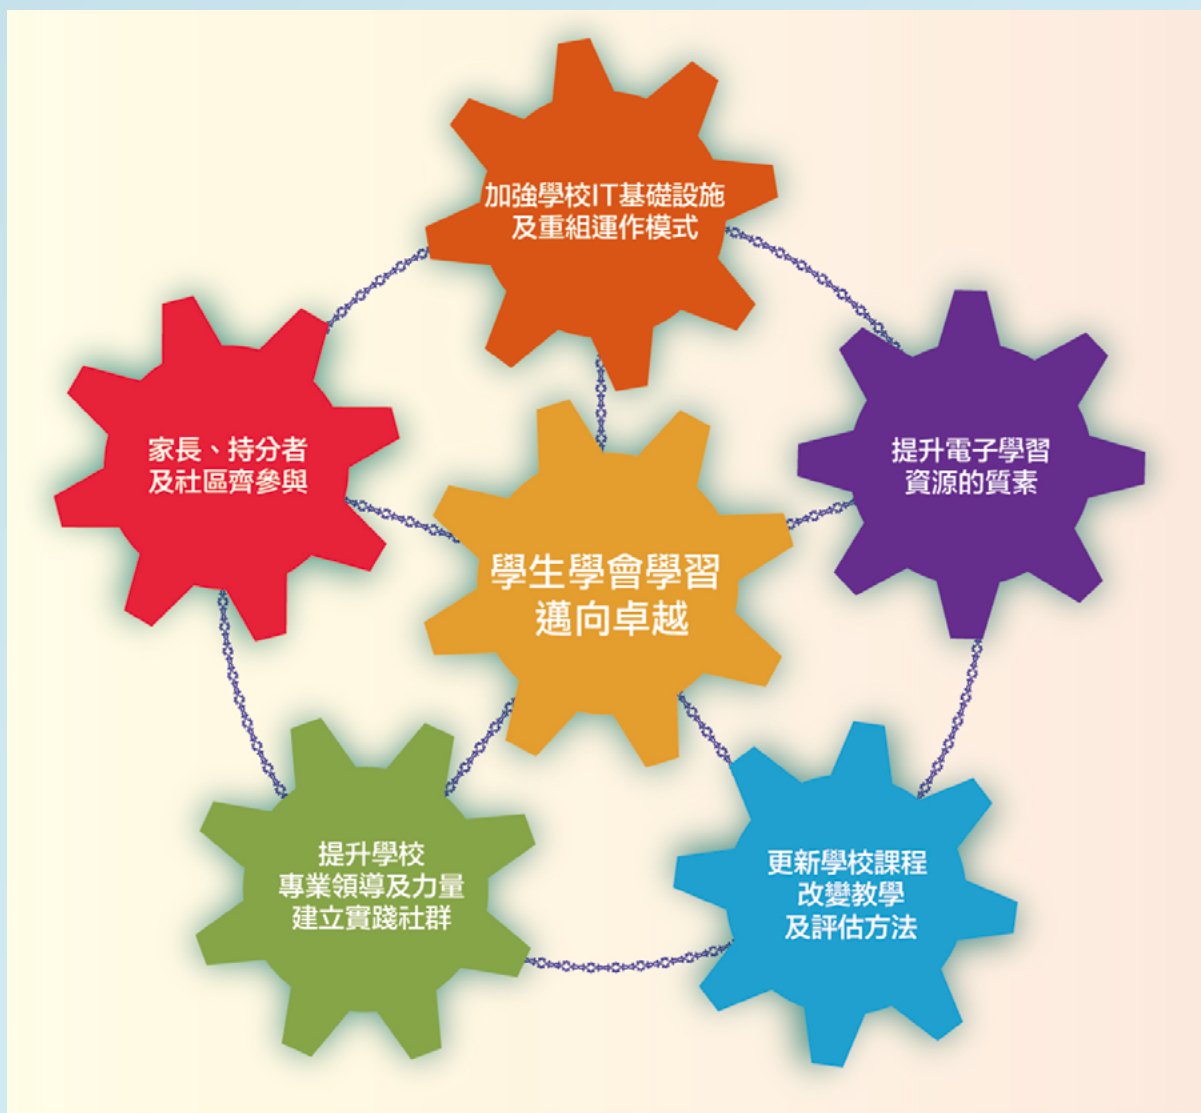 加強學校IT基礎設施
及重組運作模式
家長、持分者
及社區齊參與
提升電子學習
資源的質素
學生學會學習
邁向卓越
提升學校
專業領導及力量
建立實踐社群
更新學校課程
改變教學
及評估方法